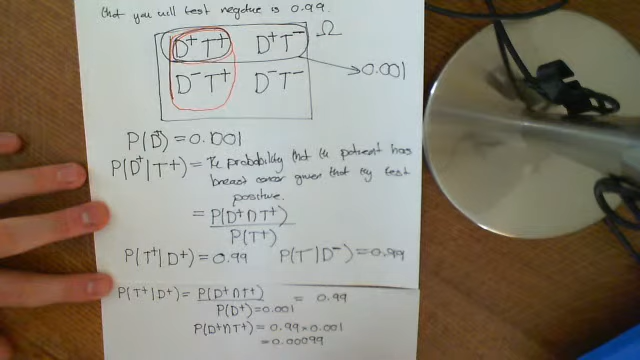 that you will test negative is 0.99.
D⁺T⁺ D⁺T⁻ Ω
0.001
D⁻T⁺ D⁻T⁻
P(D⁺) = 0.001
P(D⁺|T⁺) = the probability that the patient has
breast cancer given that they test
positive.
= P(D⁺∩T⁺)
P(T⁺)
P(T⁺|D⁺) = 0.99 P(T⁻|D⁻) = 0.99
P(T⁺|D⁺) = P(D⁺∩T⁺) = 0.99
P(D⁺) = 0.001
P(D⁺∩T⁺) = 0.99 × 0.001
= 0.00099